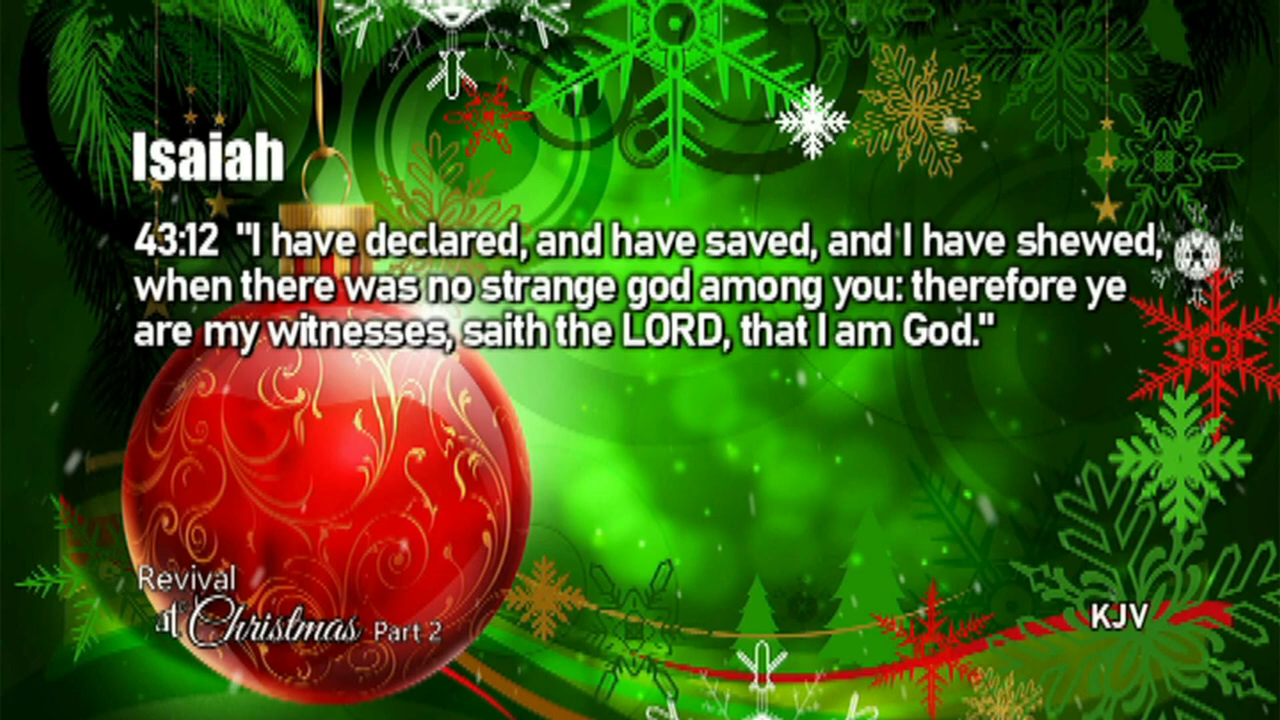 Isaiah
43:12 "I have declared, and have saved, and I have shewed,
when there was no strange god among you: therefore ye
are my witnesses, saith the LORD, that I am God."
Revival
at Christmas Part 2
KJV